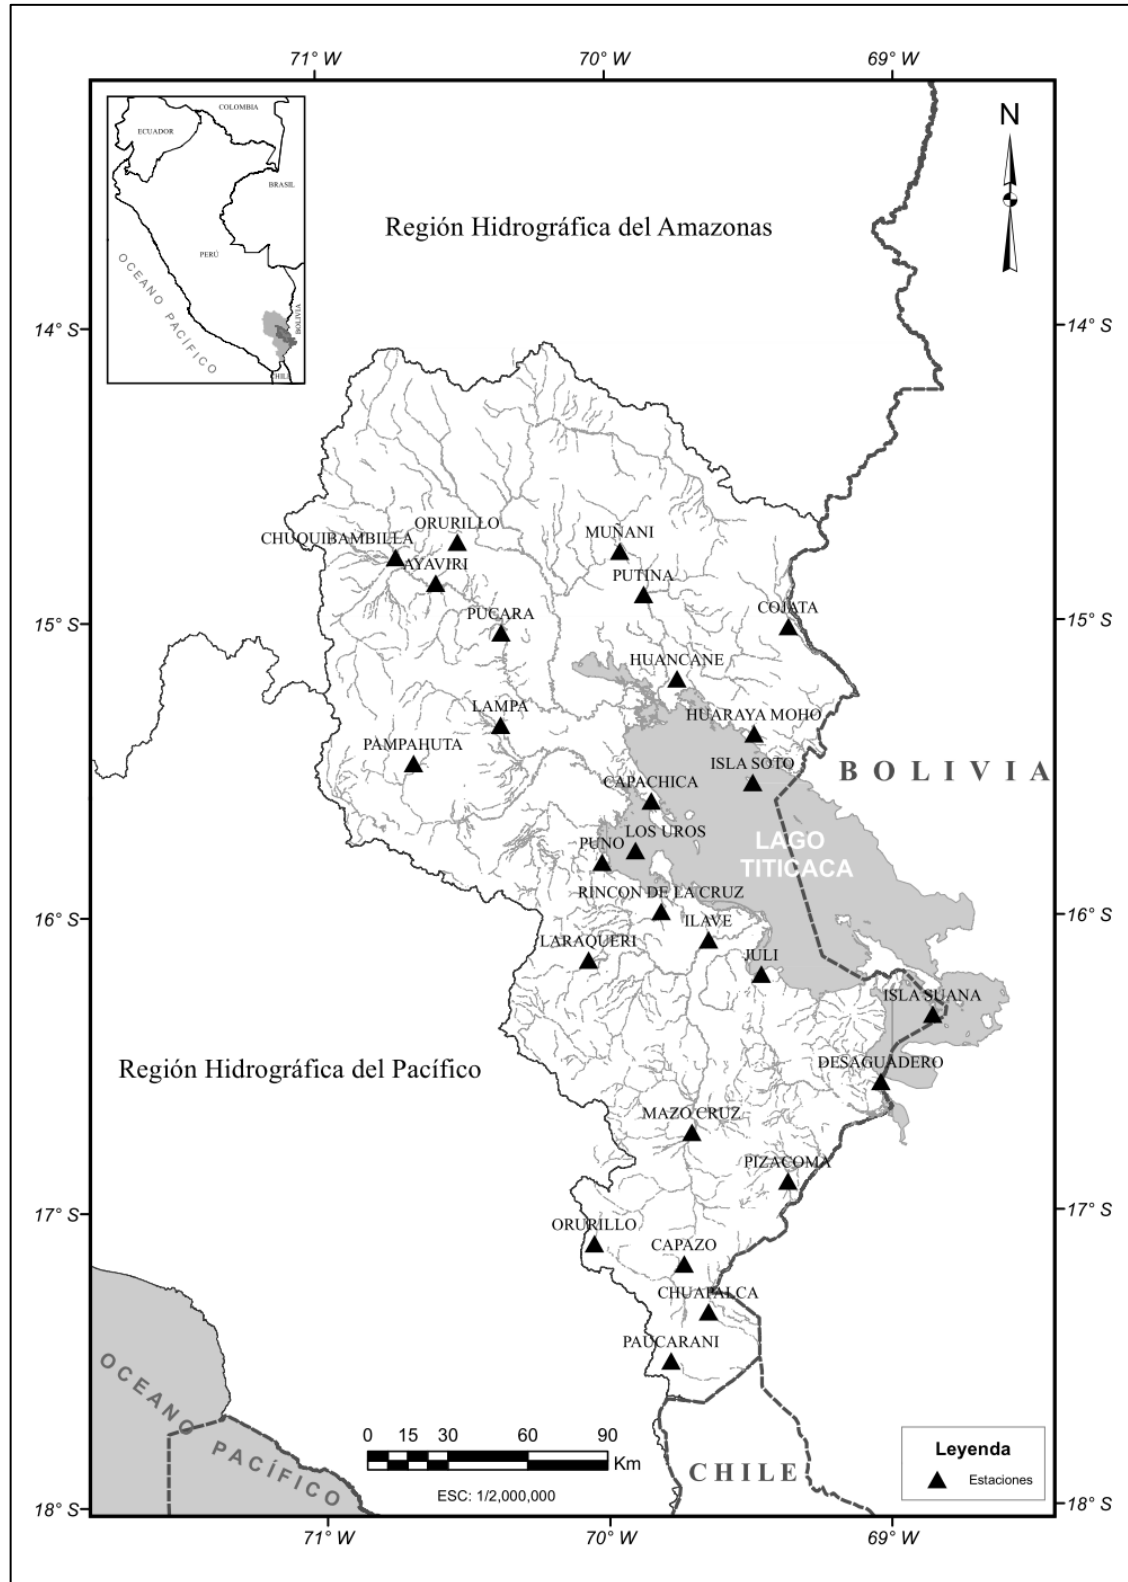 71° W
70° W
69° W
COLOMBIA
ECUADOR
BRASIL
PERÚ
OCEANO PACÍFICO
BOLIVIA
CHILE
N
Región Hidrográfica del Amazonas
14° S
14° S
ORURILLO
CHUQUIBAMBILLA
AYAVIRI
MUÑANI
PUTINA
COJATA
PUCARA
15° S
15° S
HUANCANE
LAMPA
HUARAYA MOHO
PAMPAHUTA
ISLA SOTO
BOLIVIA
CAPACHICA
LOS UROS
PUNO
LAGO
TITICACA
RINCON DE LA CRUZ
16° S
16° S
ILAVE
LARAQUERI
JULI
ISLA SUANA
Región Hidrográfica del Pacífico
DESAGUADERO
MAZO CRUZ
PIZACOMA
17° S
17° S
ORURILLO
CAPAZO
CHUAPALCA
PAUCARANI
OCEANO PACÍFICO
0 15 30 60 90
Km
ESC: 1/2,000,000
CHILE
Leyenda
Estaciones
18° S
18° S
71° W
70° W
69° W